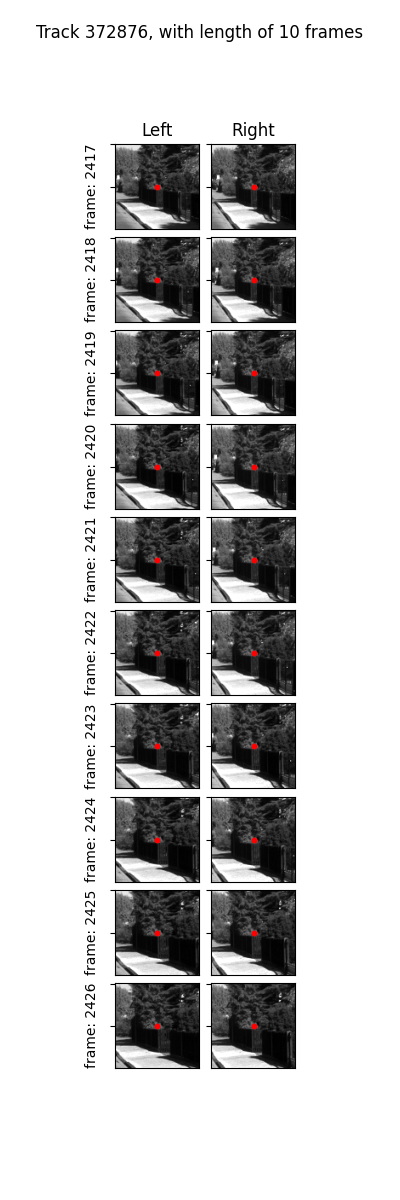 Track 372876, with length of 10 frames
Left Right
frame: 2417
frame: 2418
frame: 2419
frame: 2420
frame: 2421
frame: 2422
frame: 2423
frame: 2424
frame: 2425
frame: 2426